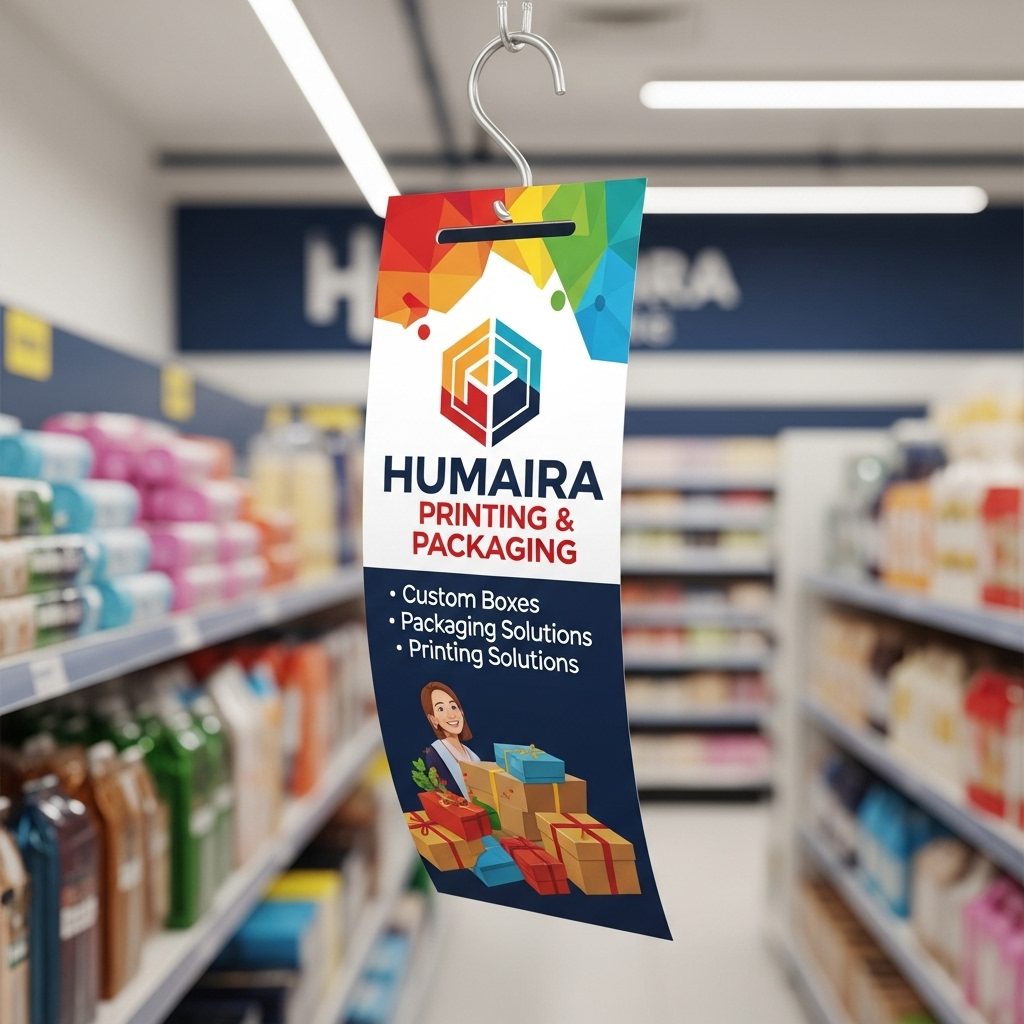 HUMAIRA
PRINTING &
PACKAGING
• Custom Boxes
• Packaging Solutions
• Printing Solutions